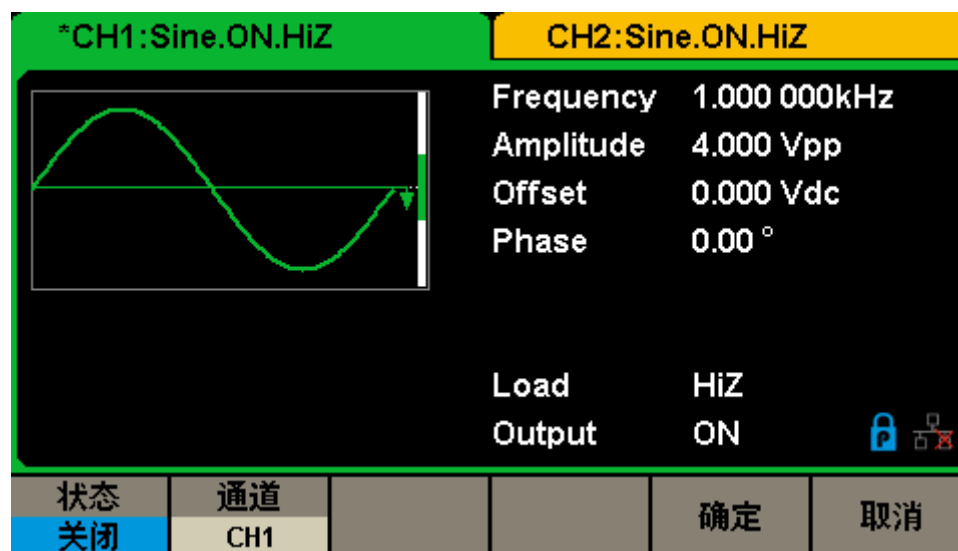 *CH1:Sine.ON.HiZ
CH2:Sine.ON.HiZ
Frequency 1.000 000kHz
Amplitude 4.000 Vpp
Offset 0.000 Vdc
Phase 0.00 °
Load HiZ
Output ON
P
状态 通道 确定 取消
关闭 CH1